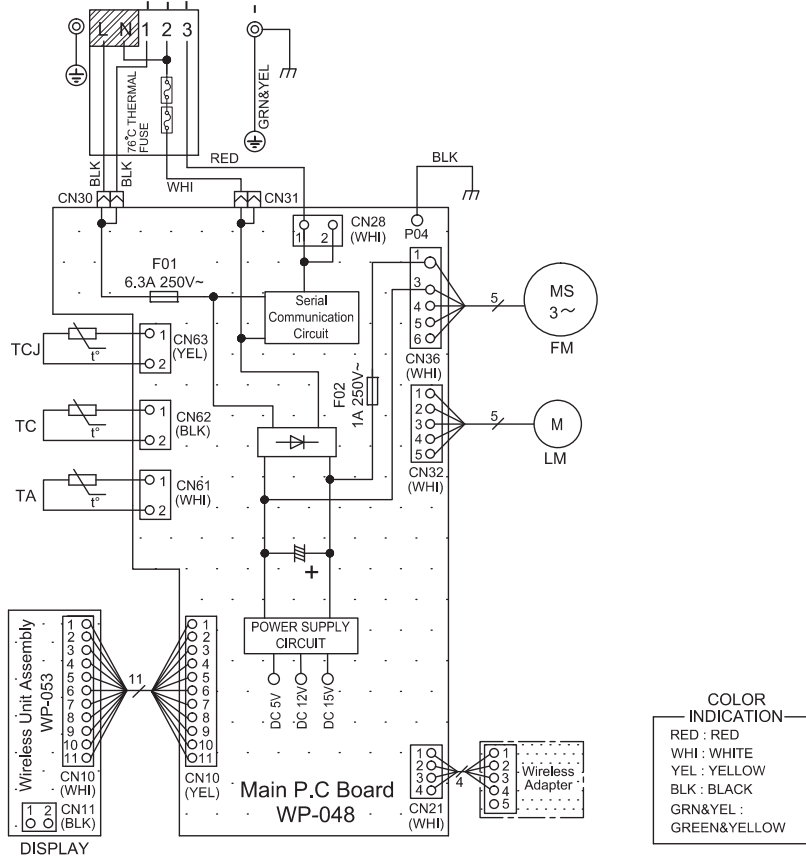 L N 1 2 3
76°C THERMAL
FUSE
GRN&YEL
BLK
BLK
WHI
RED
BLK
CN30
CN31
CN28
(WHI)
1 2
P04
F01
6.3A 250V~
Serial
Communication
Circuit
F02
1A 250V~
1
3
4
5
6
CN36
(WHI)
5
MS
3~
FM
TCJ
t°
1
2
CN63
(YEL)
TC
t°
1
2
CN62
(BLK)
TA
t°
1
2
CN61
(WHI)
1
2
3
4
5
CN32
(WHI)
5
M
LM
+
POWER SUPPLY
CIRCUIT
DC 5V
DC 12V
DC 15V
Wireless Unit Assembly
WP-053
1
2
3
4
5
6
7
8
9
10
11
CN10
(WHI)
1 2
CN11
(BLK)
DISPLAY
11
1
2
3
4
5
6
7
8
9
10
11
CN10
(YEL)
Main P.C Board
WP-048
1
2
3
4
CN21
(WHI)
4
1
2
3
4
5
Wireless
Adapter
COLOR
INDICATION
RED : RED
WHI : WHITE
YEL : YELLOW
BLK : BLACK
GRN&YEL :
GREEN&YELLOW